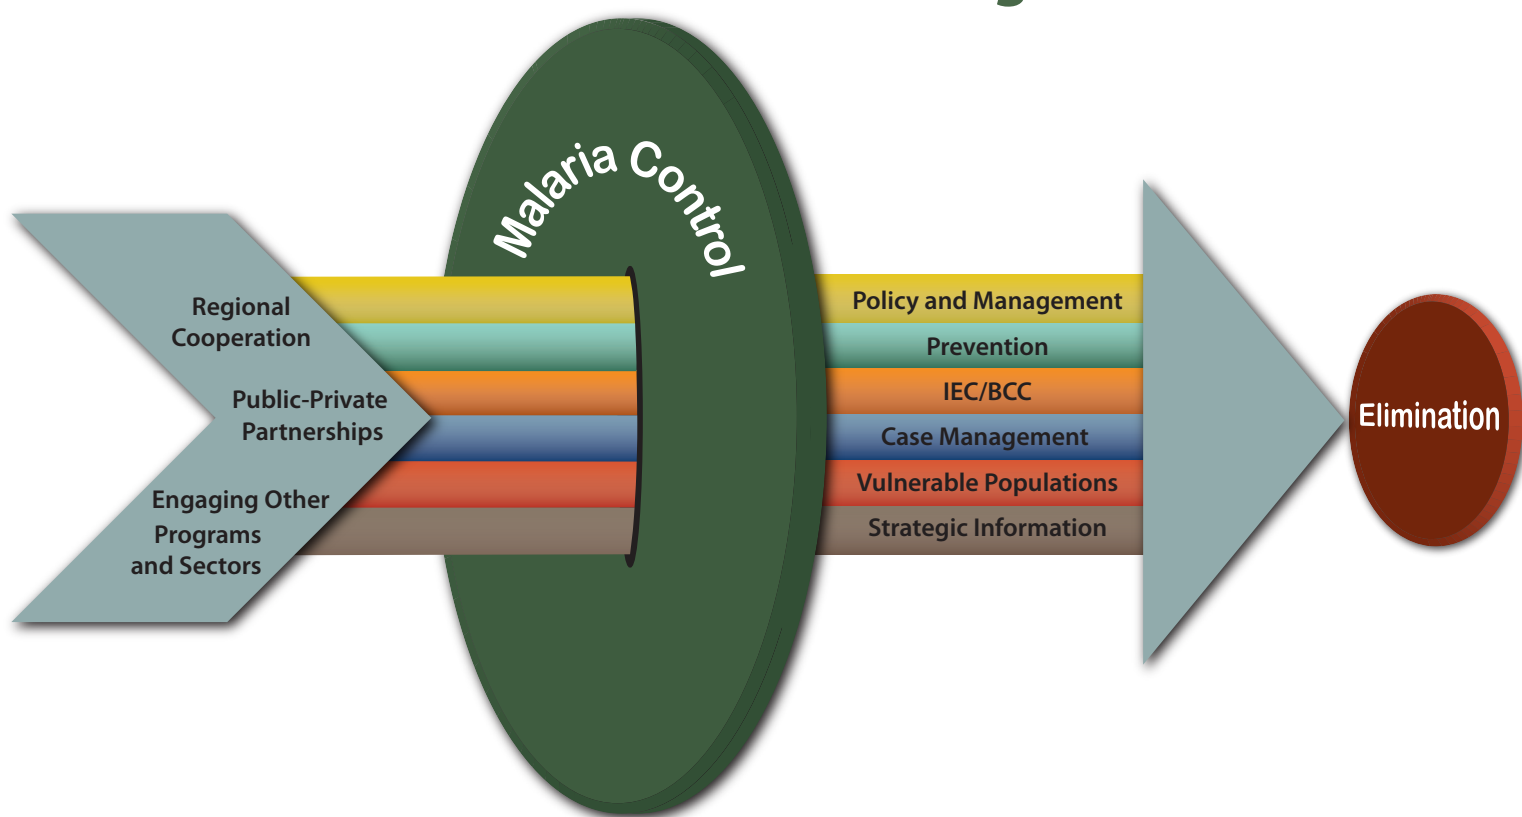 Malaria Control
Regional
Cooperation
Public-Private
Partnerships
Engaging Other
Programs
and Sectors
Policy and Management
Prevention
IEC/BCC
Case Management
Vulnerable Populations
Strategic Information
Elimination